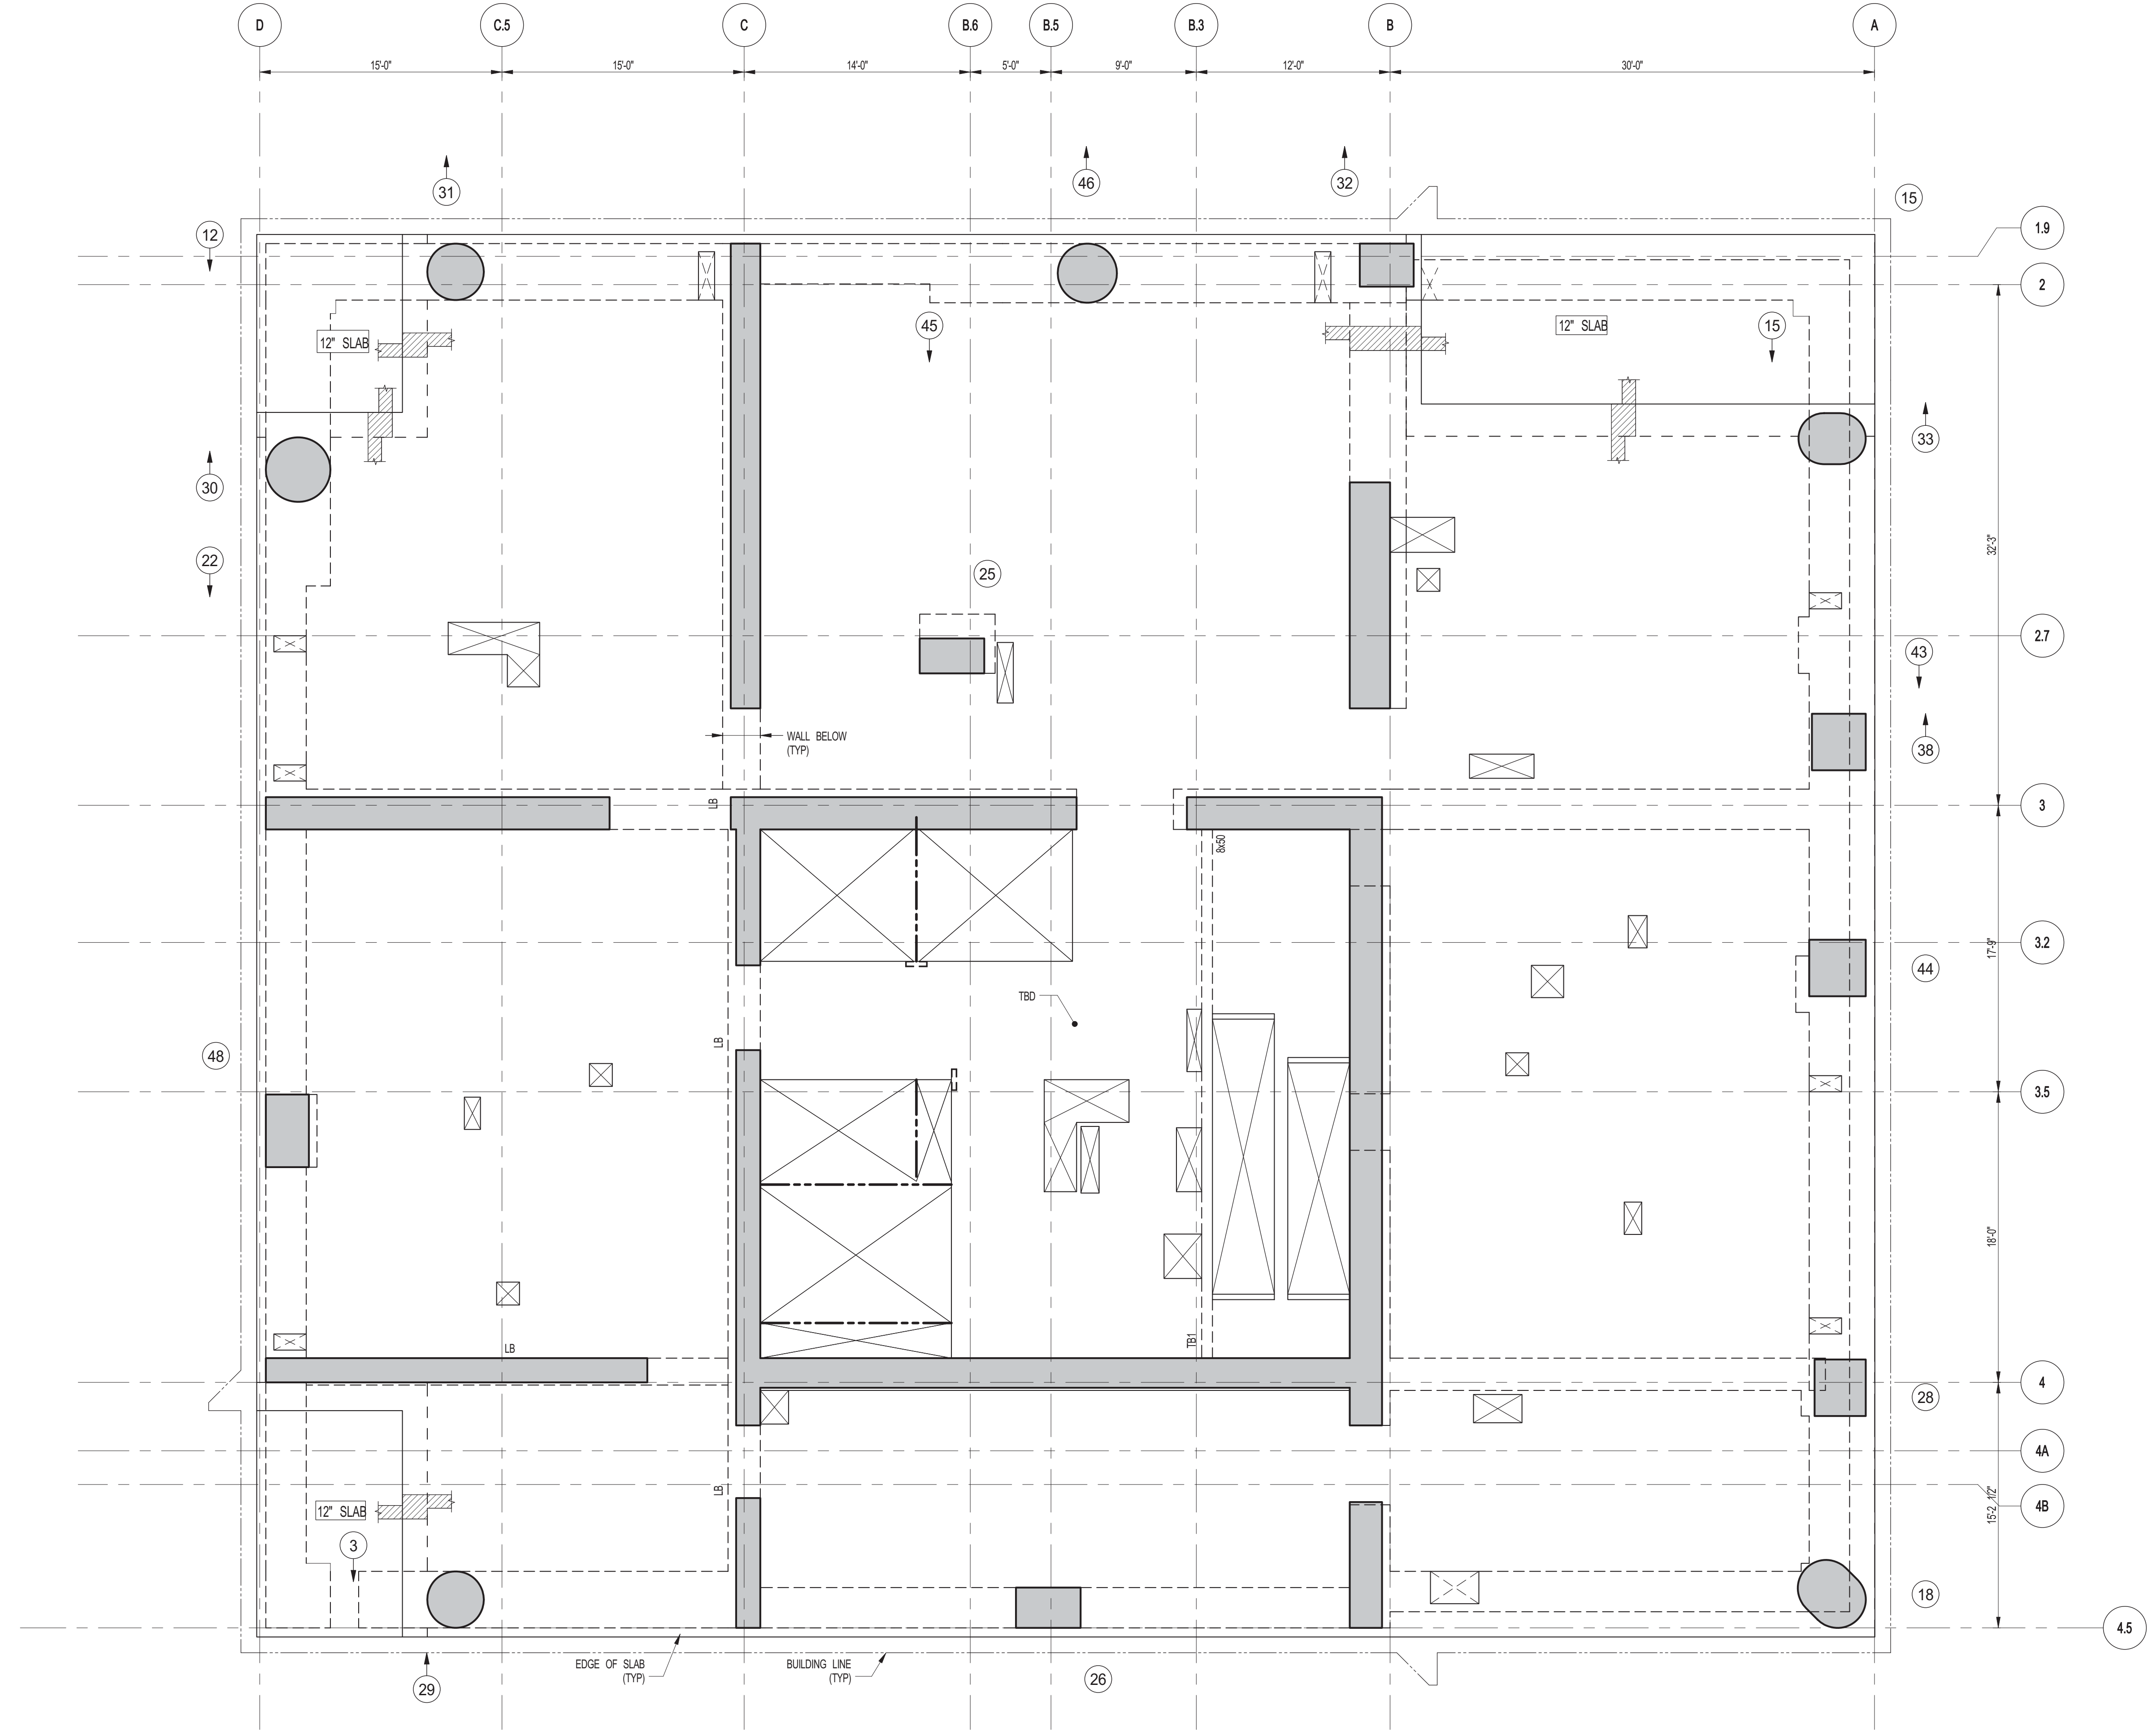 D
C.5
C
B.6
B.5
B.3
B
A
15'-0"
15'-0"
14'-0"
5'-0"
9'-0"
12'-0"
30'-0"
31
46
32
15
12
1.9
2
45
15
12" SLAB
12" SLAB
33
30
32'-3"
22
25
2.7
43
WALL BELOW
(TYP)
38
LB
3
8x50
3.2
17'-9"
44
TBD
LB
48
3.5
18'-0"
TB1
LB
4
28
4A
LB
15'-2 1/2"
4B
12" SLAB
3
18
4.5
EDGE OF SLAB
(TYP)
BUILDING LINE
(TYP)
26
29